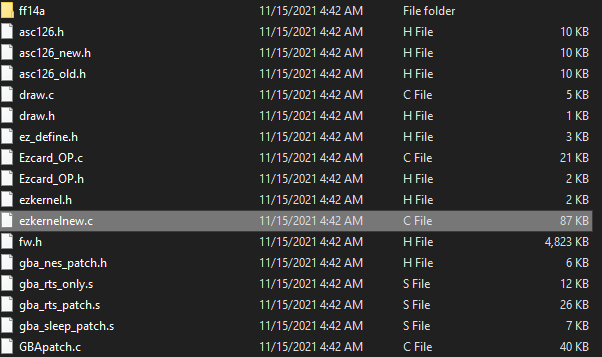 ff14a 11/15/2021 4:42 AM File folder
asc126.h 11/15/2021 4:42 AM H File 10 KB
asc126_new.h 11/15/2021 4:42 AM H File 10 KB
asc126_old.h 11/15/2021 4:42 AM H File 10 KB
draw.c 11/15/2021 4:42 AM C File 5 KB
draw.h 11/15/2021 4:42 AM H File 1 KB
ez_define.h 11/15/2021 4:42 AM H File 3 KB
Ezcard_OP.c 11/15/2021 4:42 AM C File 21 KB
Ezcard_OP.h 11/15/2021 4:42 AM H File 2 KB
ezkernel.h 11/15/2021 4:42 AM H File 2 KB
ezkernelnew.c 11/15/2021 4:42 AM C File 87 KB
fw.h 11/15/2021 4:42 AM H File 4,823 KB
gba_nes_patch.h 11/15/2021 4:42 AM H File 6 KB
gba_rts_only.s 11/15/2021 4:42 AM S File 12 KB
gba_rts_patch.s 11/15/2021 4:42 AM S File 26 KB
gba_sleep_patch.s 11/15/2021 4:42 AM S File 7 KB
GBApatch.c 11/15/2021 4:42 AM C File 40 KB